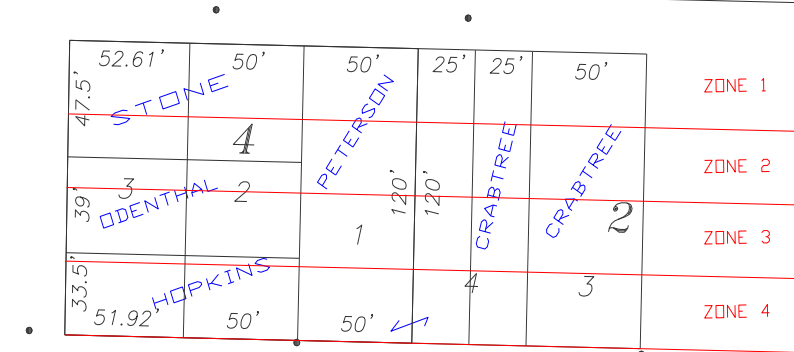 52.61' 50' 50' 25' 25' 50'
47.5' STONE PETERSON ZONE 1
4
3 2 ZONE 2
39' ODENTHAL 120' 120' CRABTREE CRABTREE
2
1 ZONE 3
33.5' HOPKINS 4 3
51.92' 50' 50' ZONE 4